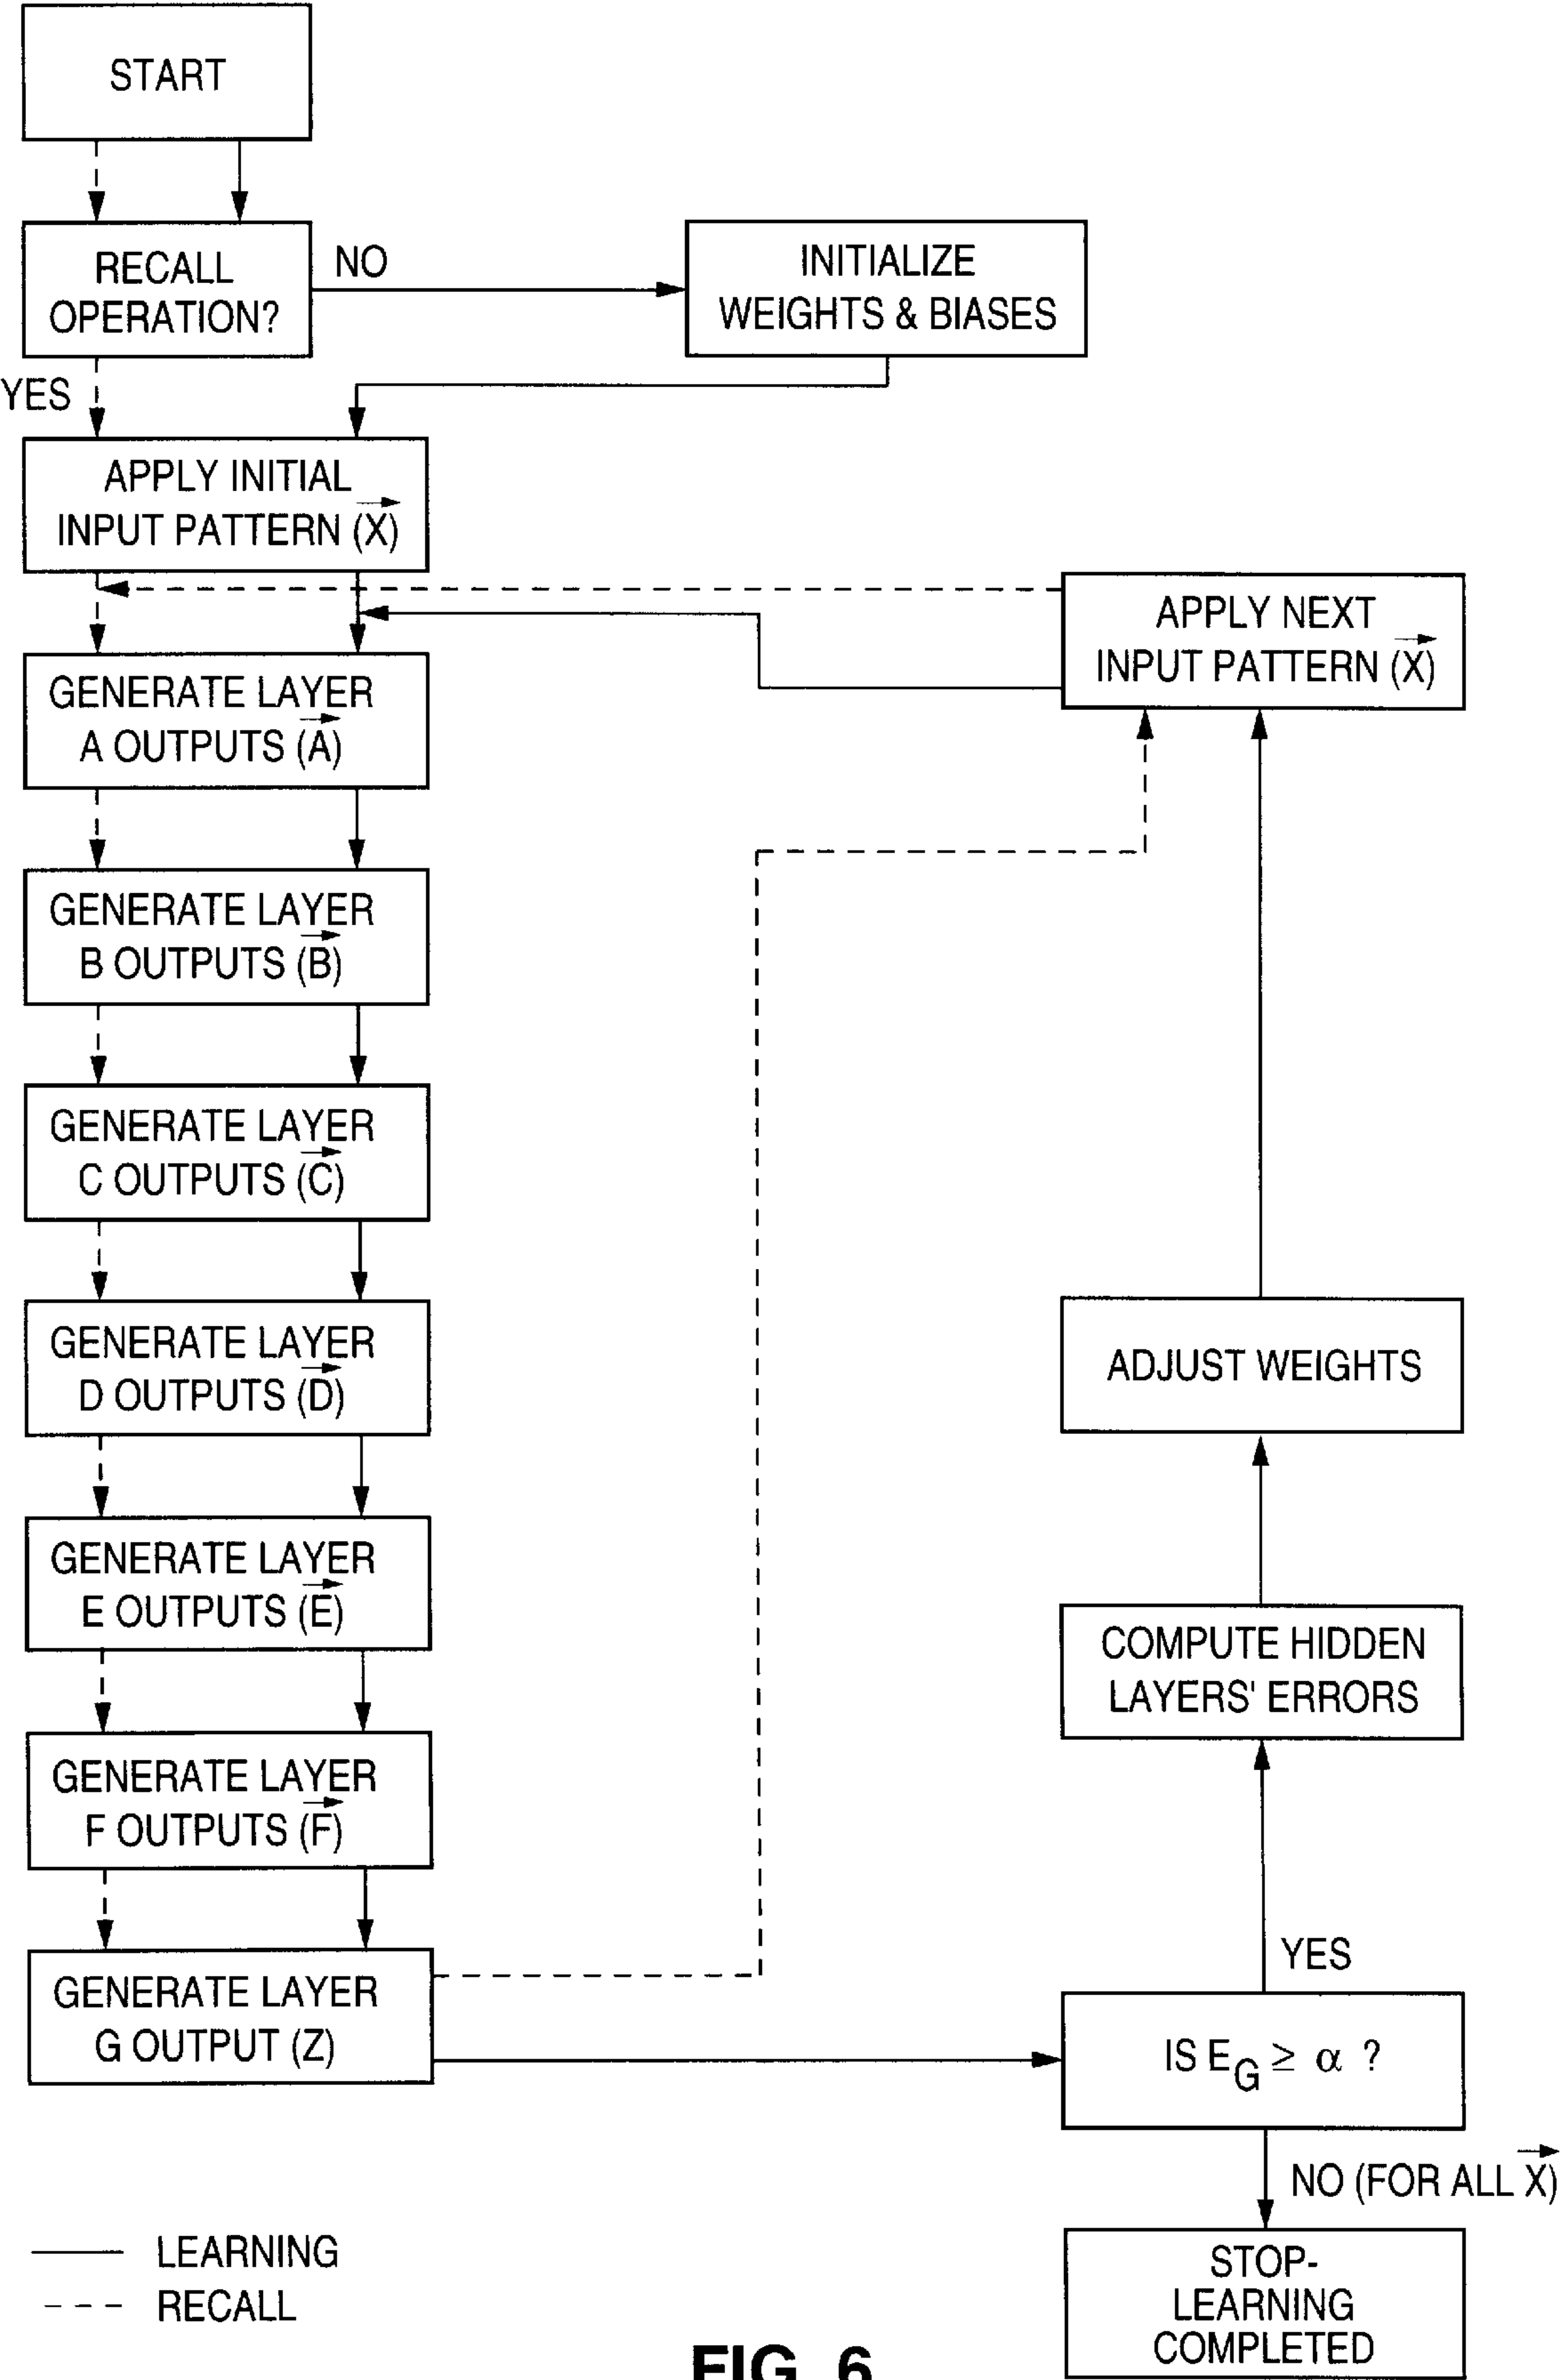 START
RECALL
OPERATION?
NO
INITIALIZE
WEIGHTS & BIASES
YES
APPLY INITIAL
INPUT PATTERN (X)
APPLY NEXT
INPUT PATTERN (X)
GENERATE LAYER
A OUTPUTS (A)
GENERATE LAYER
B OUTPUTS (B)
GENERATE LAYER
C OUTPUTS (C)
GENERATE LAYER
D OUTPUTS (D)
ADJUST WEIGHTS
GENERATE LAYER
E OUTPUTS (E)
COMPUTE HIDDEN
LAYERS' ERRORS
GENERATE LAYER
F OUTPUTS (F)
YES
GENERATE LAYER
G OUTPUT (Z)
IS E_G ≥ α ?
NO (FOR ALL X)
LEARNING
RECALL
STOP-
LEARNING
COMPLETED
FIG. 6